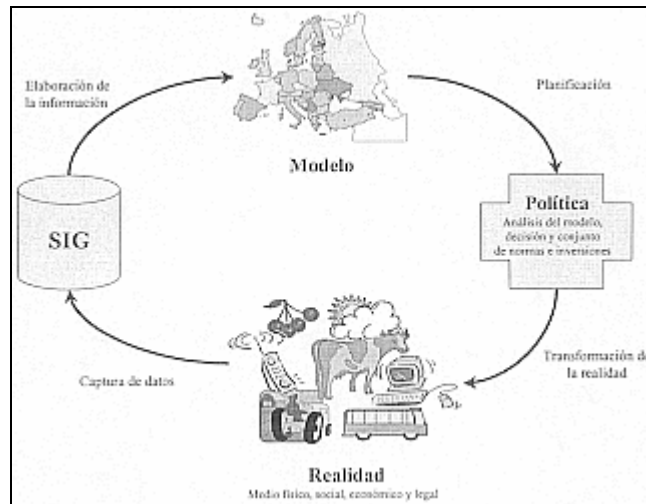 Elaboración de
la información
Modelo
Planificación
SIG
Política
Análisis del modelo,
decisión y conjunto
de normas e inversiones
Captura de datos
Transformación de
la realidad
Realidad
Medio físico, social, económico y legal